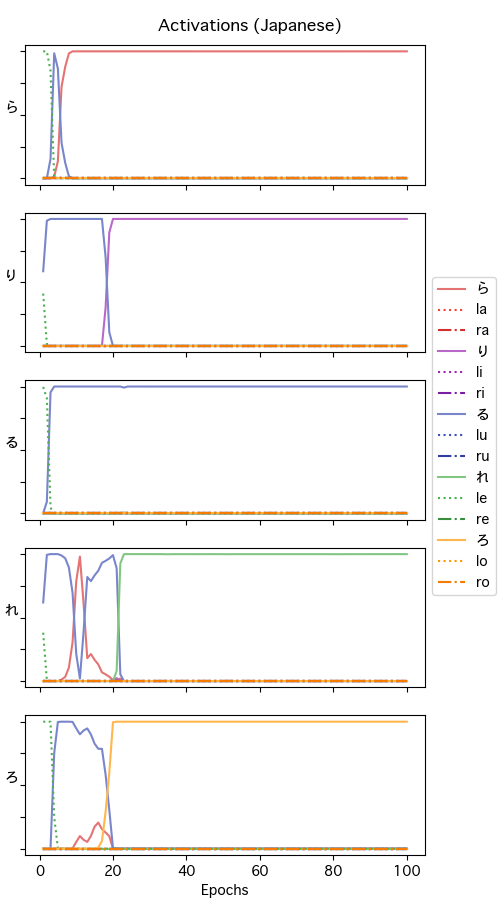 Activations (Japanese)
ら
り
る
れ
ろ
0 20 40 60 80 100
Epochs
ら
la
ra
り
li
ri
る
lu
ru
れ
le
re
ろ
lo
ro